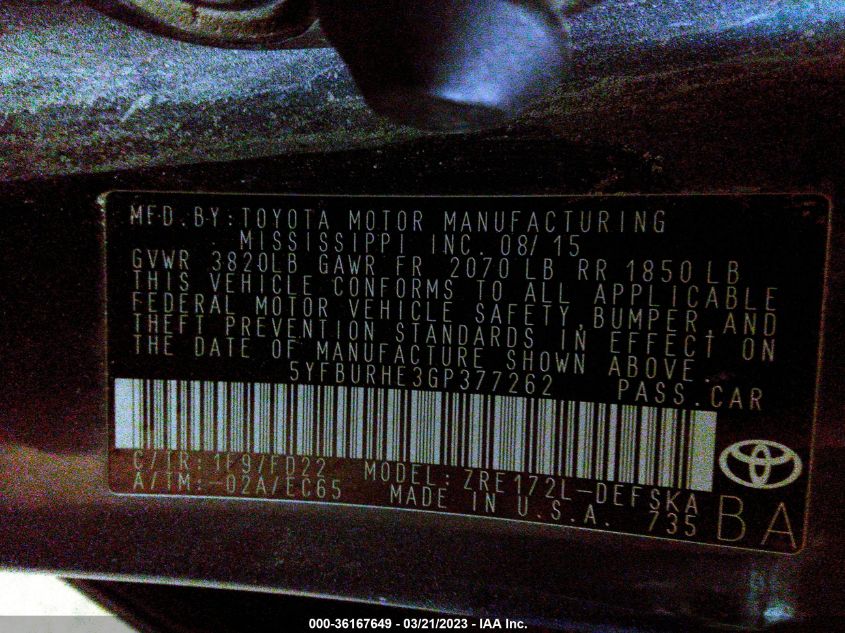 MFD. BY: TOYOTA MOTOR MANUFACTURING
MISSISSIPPI INC. 08/15
GVWR 3820LB GAWR FR 2070 LB RR 1850 LB
THIS VEHICLE CONFORMS TO ALL APPLICABLE
FEDERAL MOTOR VEHICLE SAFETY, BUMPER, AND
THEFT PREVENTION STANDARDS IN EFFECT ON
THE DATE OF MANUFACTURE SHOWN ABOVE.
5YFBURHE3GP377262 PASS. CAR
C/TR: 1F9/FD22 MODEL: ZRE172L-DEFSKA
A/TM: -02A/EC65 MADE IN U.S.A. 735 BA
000-36167649 - 03/21/2023 - IAA Inc.